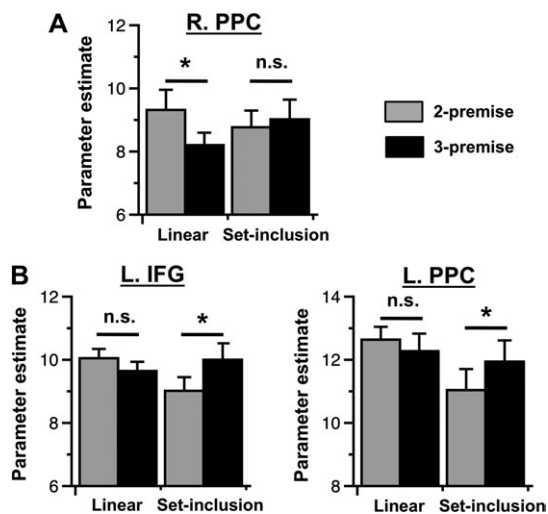 A
R. PPC
Parameter estimate
12
10
8
6
*
n.s.
Linear
Set-inclusion
2-premise
3-premise
B
L. IFG
Parameter estimate
12
10
8
6
n.s.
*
Linear
Set-inclusion
L. PPC
Parameter estimate
14
12
10
8
n.s.
*
Linear
Set-inclusion